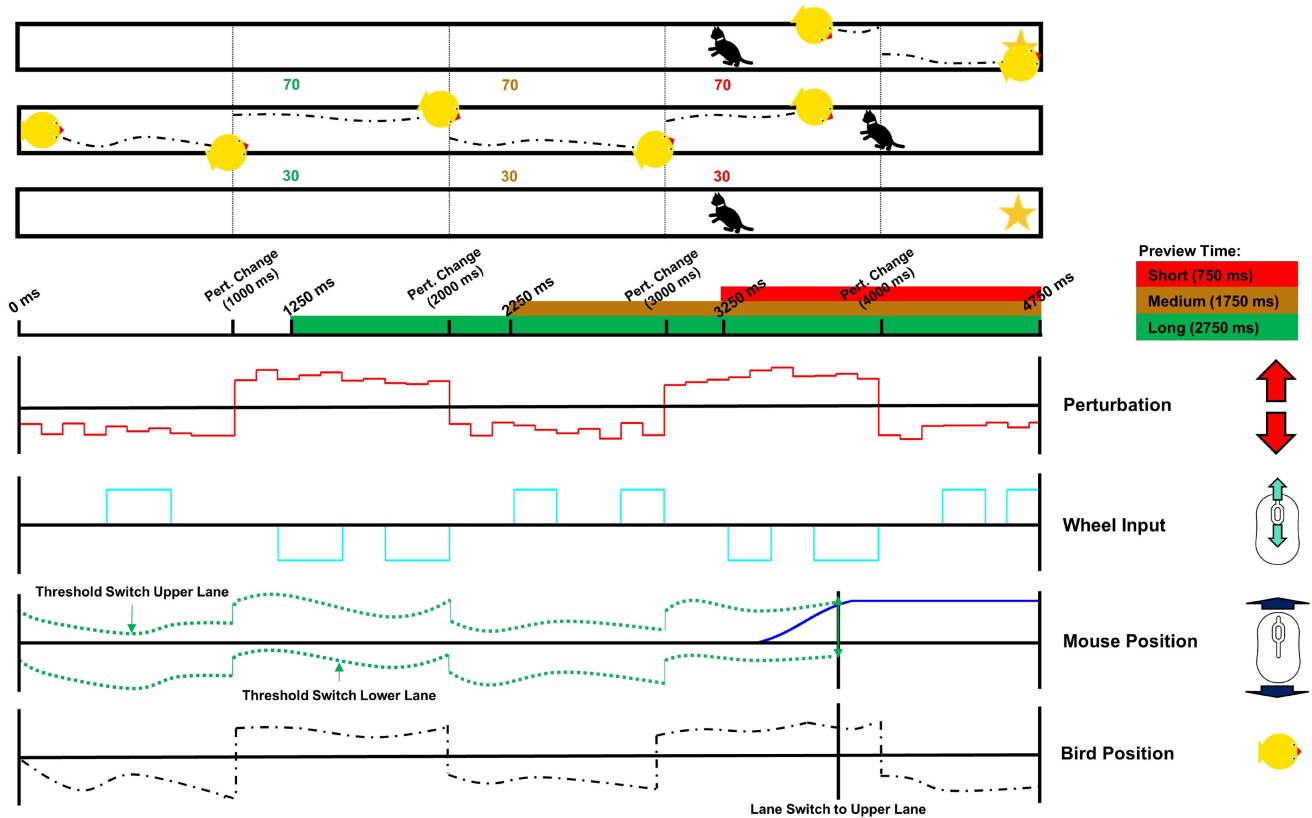 70
70
70
30
30
30
0 ms
Pert. Change
(1000 ms)
1250 ms
Pert. Change
(2000 ms)
2250 ms
Pert. Change
(3000 ms)
3250 ms
Pert. Change
(4000 ms)
4750 ms
Preview Time:
Short (750 ms)
Medium (1750 ms)
Long (2750 ms)
Perturbation
Wheel Input
Threshold Switch Upper Lane
Mouse Position
Threshold Switch Lower Lane
Bird Position
Lane Switch to Upper Lane